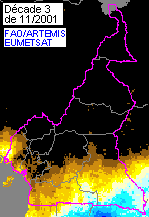 Décade 3
de 11/2001
FAO/ARTEMIS
EUMETSAT